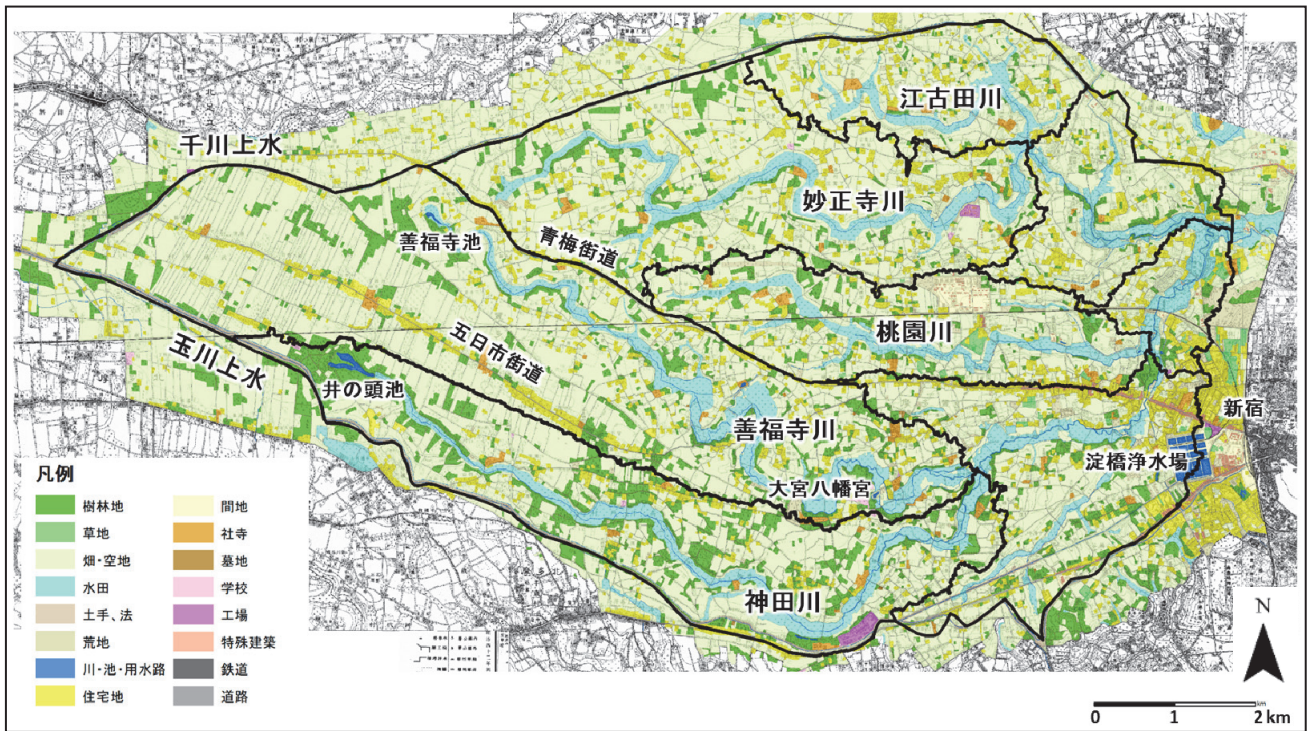 江古田川
千川上水
妙正寺川
善福寺池
青梅街道
桃園川
五日市街道
玉川上水
井の頭池
新宿
善福寺川
淀橋浄水場
大宮八幡宮
神田川
凡例
樹林地
草地
畑・空地
水田
土手、法
荒地
川・池・用水路
住宅地
間地
社寺
墓地
学校
工場
特殊建築
鉄道
道路
N
km
0 1 2 km